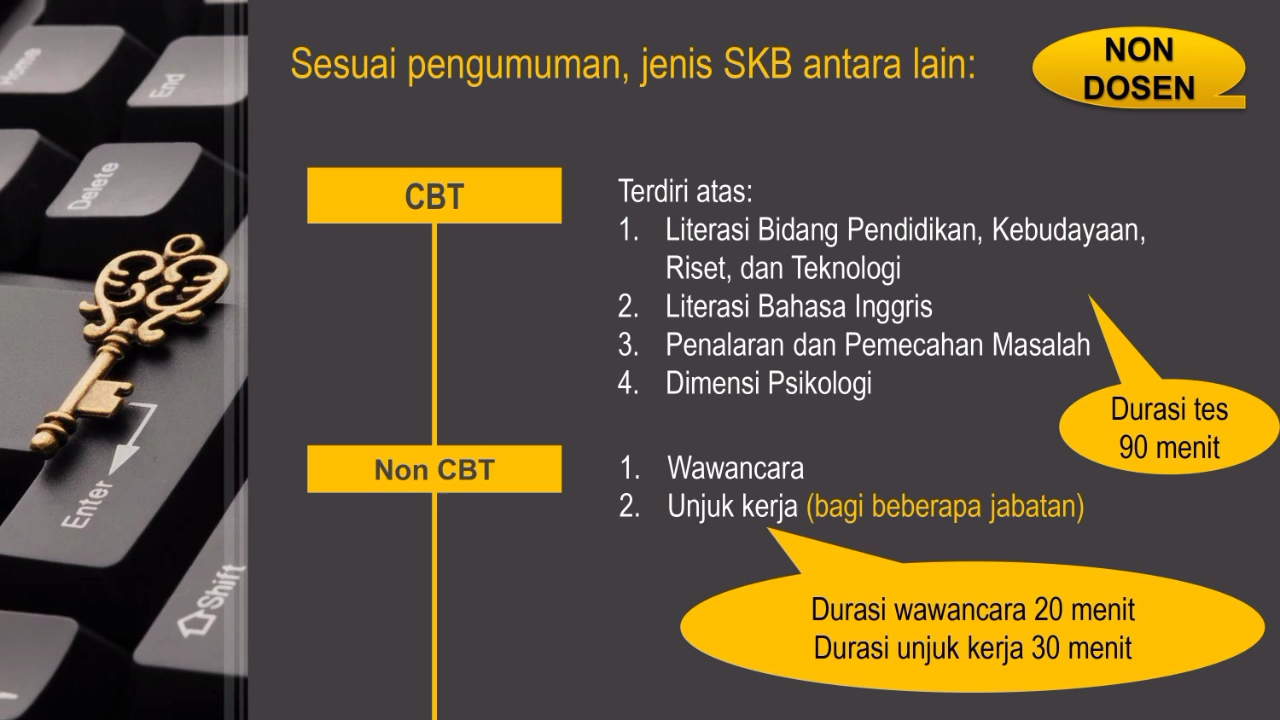 Sesuai pengumuman, jenis SKB antara lain:
NON
DOSEN
CBT
Terdiri atas:
1. Literasi Bidang Pendidikan, Kebudayaan,
Riset, dan Teknologi
2. Literasi Bahasa Inggris
3. Penalaran dan Pemecahan Masalah
4. Dimensi Psikologi
Durasi tes
90 menit
Non CBT
1. Wawancara
2. Unjuk kerja (bagi beberapa jabatan)
Durasi wawancara 20 menit
Durasi unjuk kerja 30 menit
Home
End
Delete
Enter
Shift